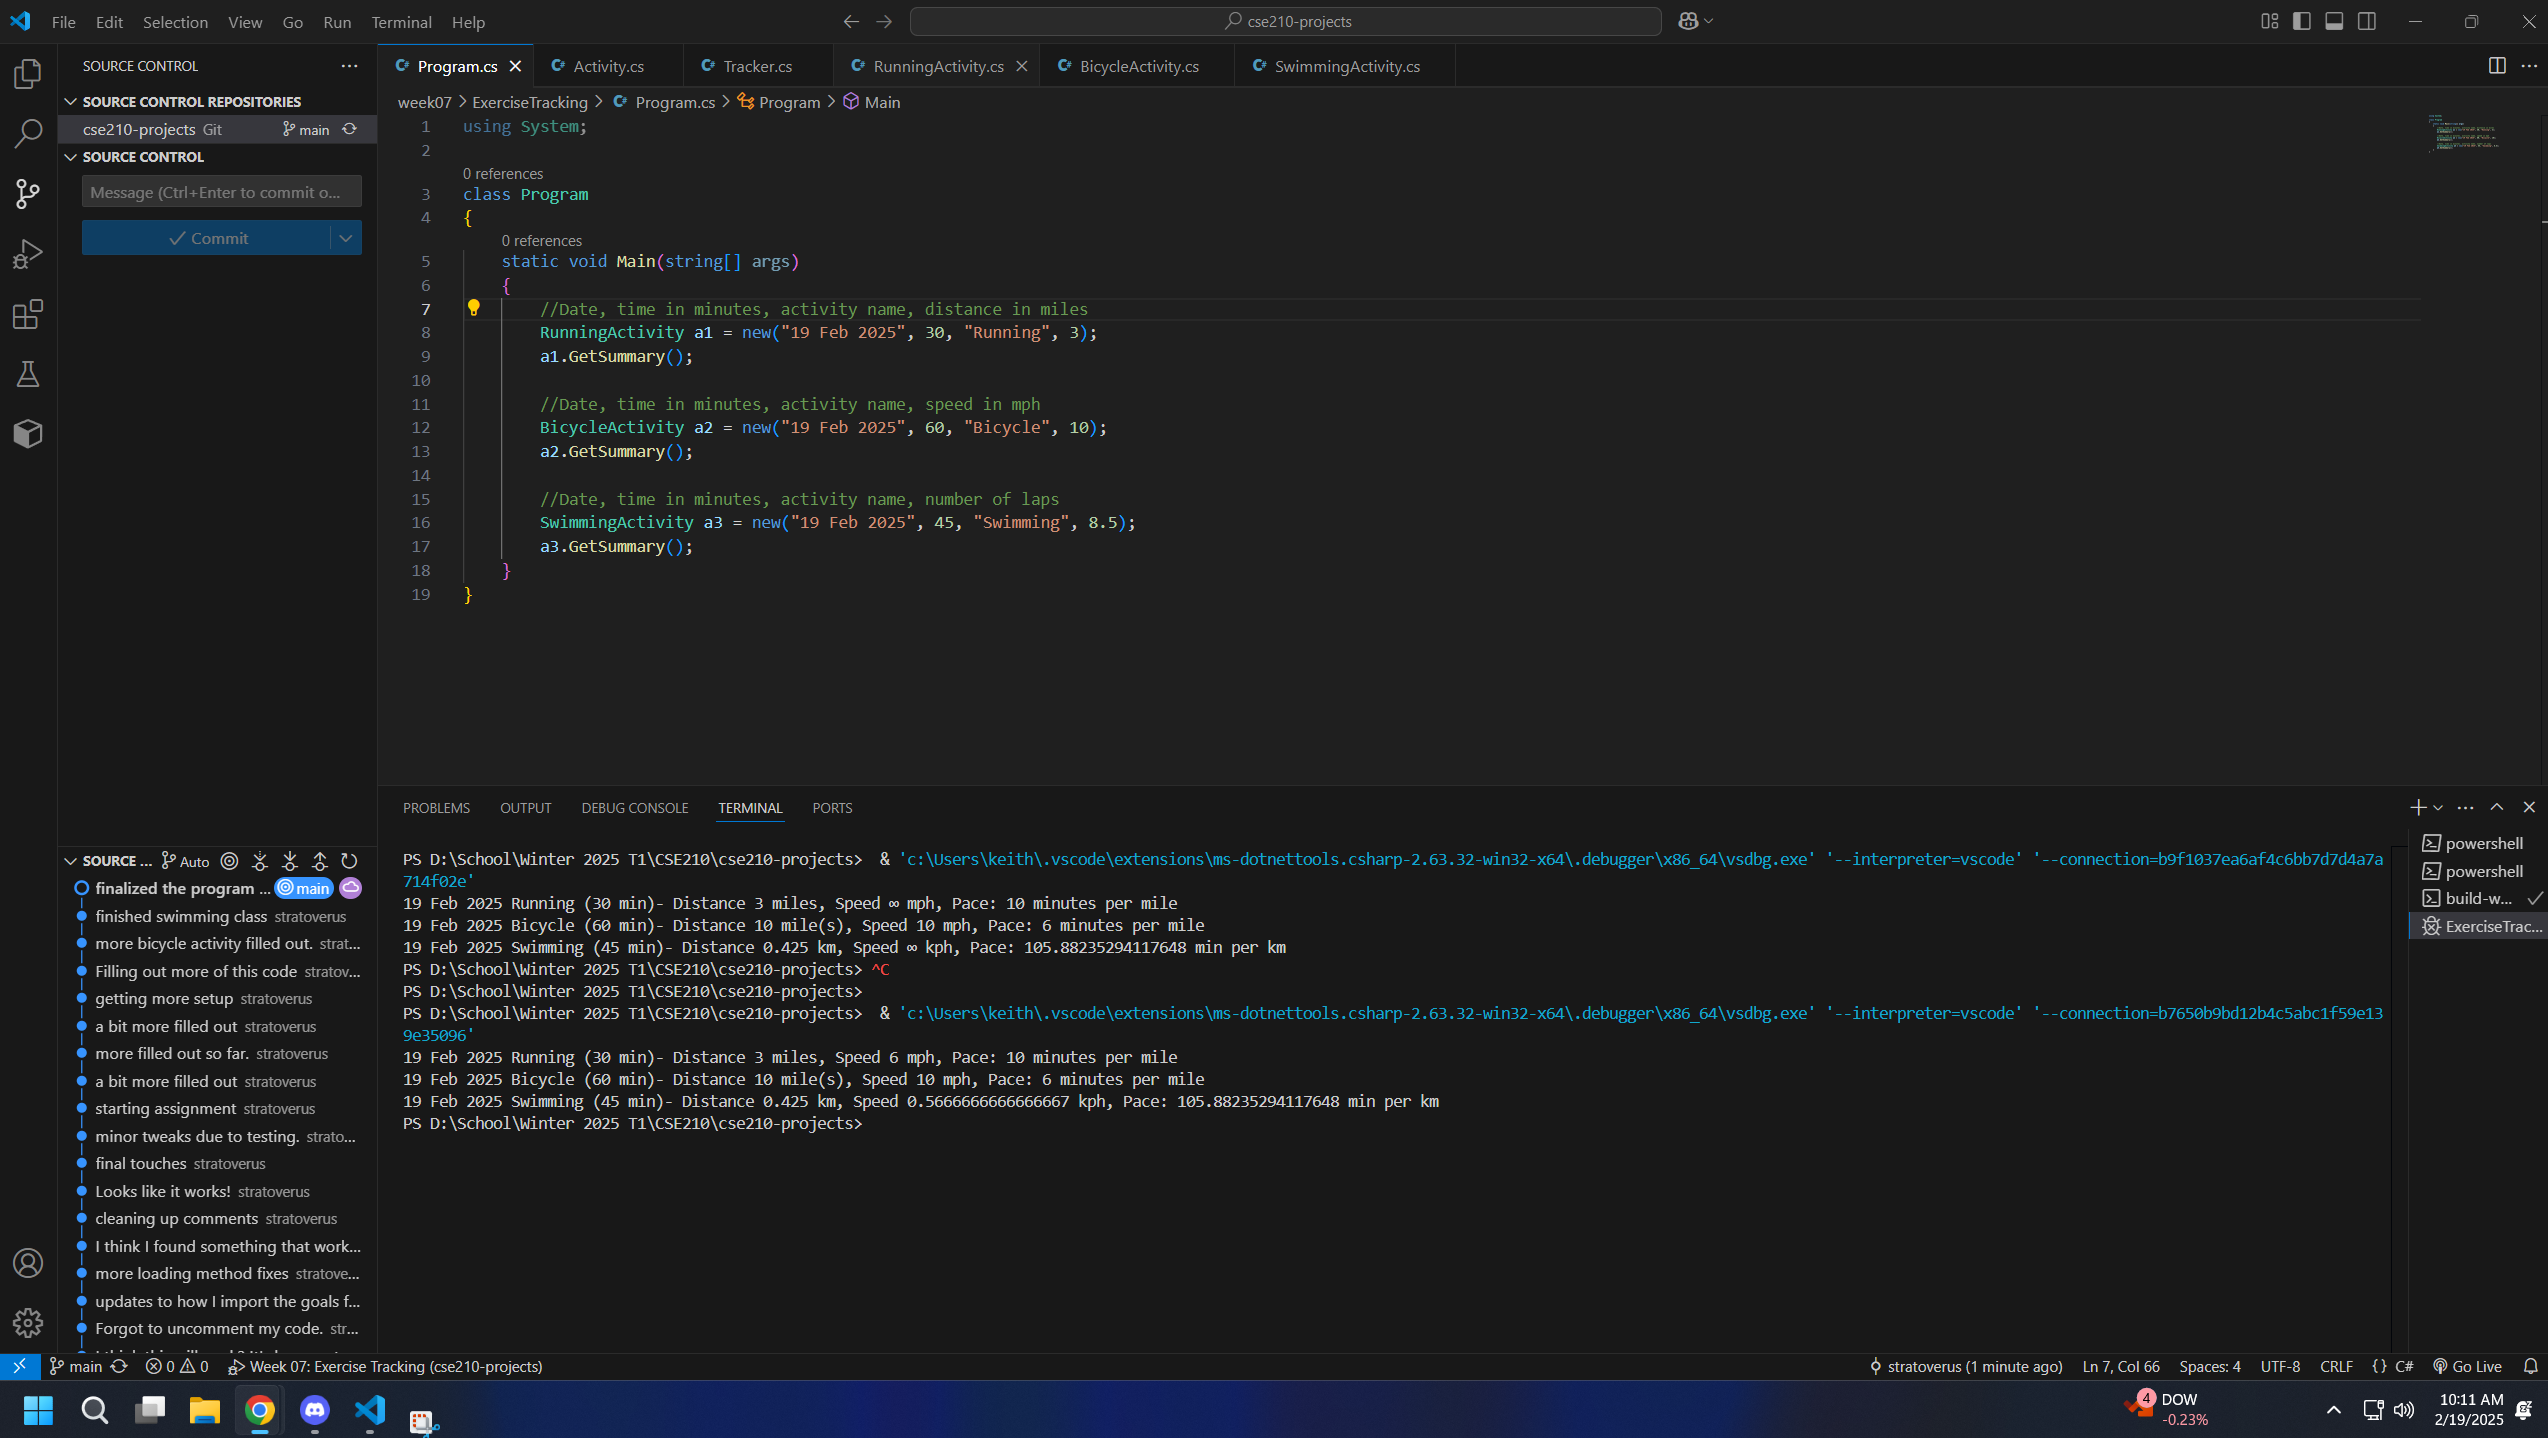 File Edit Selection View Go Run Terminal Help
cse210-projects
SOURCE CONTROL
SOURCE CONTROL REPOSITORIES
cse210-projects Git main
SOURCE CONTROL
Message (Ctrl+Enter to commit o...
Commit
Program.cs Activity.cs Tracker.cs RunningActivity.cs BicycleActivity.cs SwimmingActivity.cs
week07 > ExerciseTracking > Program.cs > Program > Main
1 using System;
2
0 references
3 class Program
4 {
0 references
5 static void Main(string[] args)
6 {
7 //Date, time in minutes, activity name, distance in miles
8 RunningActivity a1 = new("19 Feb 2025", 30, "Running", 3);
9 a1.GetSummary();
10
11 //Date, time in minutes, activity name, speed in mph
12 BicycleActivity a2 = new("19 Feb 2025", 60, "Bicycle", 10);
13 a2.GetSummary();
14
15 //Date, time in minutes, activity name, number of laps
16 SwimmingActivity a3 = new("19 Feb 2025", 45, "Swimming", 8.5);
17 a3.GetSummary();
18 }
19 }
SOURCE ... Auto
finalized the program ... main
finished swimming class stratoverus
more bicycle activity filled out. strat...
Filling out more of this code stratov...
getting more setup stratoverus
a bit more filled out stratoverus
more filled out so far. stratoverus
a bit more filled out stratoverus
starting assignment stratoverus
minor tweaks due to testing. strato...
final touches stratoverus
Looks like it works! stratoverus
cleaning up comments stratoverus
I think I found something that work...
more loading method fixes stratove...
updates to how I import the goals f...
Forgot to uncomment my code. str...
PROBLEMS OUTPUT DEBUG CONSOLE TERMINAL PORTS
PS D:\School\Winter 2025 T1\CSE210\cse210-projects>  & 'c:\Users\keith\.vscode\extensions\ms-dotnettools.csharp-2.63.32-win32-x64\.debugger\x86_64\vsdbg.exe' '--interpreter=vscode' '--connection=b9f1037ea6af4c6bb7d7d4a7a
714f02e'
19 Feb 2025 Running (30 min)- Distance 3 miles, Speed ∞ mph, Pace: 10 minutes per mile
19 Feb 2025 Bicycle (60 min)- Distance 10 mile(s), Speed 10 mph, Pace: 6 minutes per mile
19 Feb 2025 Swimming (45 min)- Distance 0.425 km, Speed ∞ kph, Pace: 105.88235294117648 min per km
PS D:\School\Winter 2025 T1\CSE210\cse210-projects> ^C
PS D:\School\Winter 2025 T1\CSE210\cse210-projects>
PS D:\School\Winter 2025 T1\CSE210\cse210-projects>  & 'c:\Users\keith\.vscode\extensions\ms-dotnettools.csharp-2.63.32-win32-x64\.debugger\x86_64\vsdbg.exe' '--interpreter=vscode' '--connection=b7650b9bd12b4c5abc1f59e13
9e35096'
19 Feb 2025 Running (30 min)- Distance 3 miles, Speed 6 mph, Pace: 10 minutes per mile
19 Feb 2025 Bicycle (60 min)- Distance 10 mile(s), Speed 10 mph, Pace: 6 minutes per mile
19 Feb 2025 Swimming (45 min)- Distance 0.425 km, Speed 0.5666666666666667 kph, Pace: 105.88235294117648 min per km
PS D:\School\Winter 2025 T1\CSE210\cse210-projects>
powershell
powershell
build-w...
ExerciseTrac...
main 0 0 Week 07: Exercise Tracking (cse210-projects) stratoverus (1 minute ago) Ln 7, Col 66 Spaces: 4 UTF-8 CRLF {} C# Go Live
4 DOW
-0.23%
10:11 AM
2/19/2025